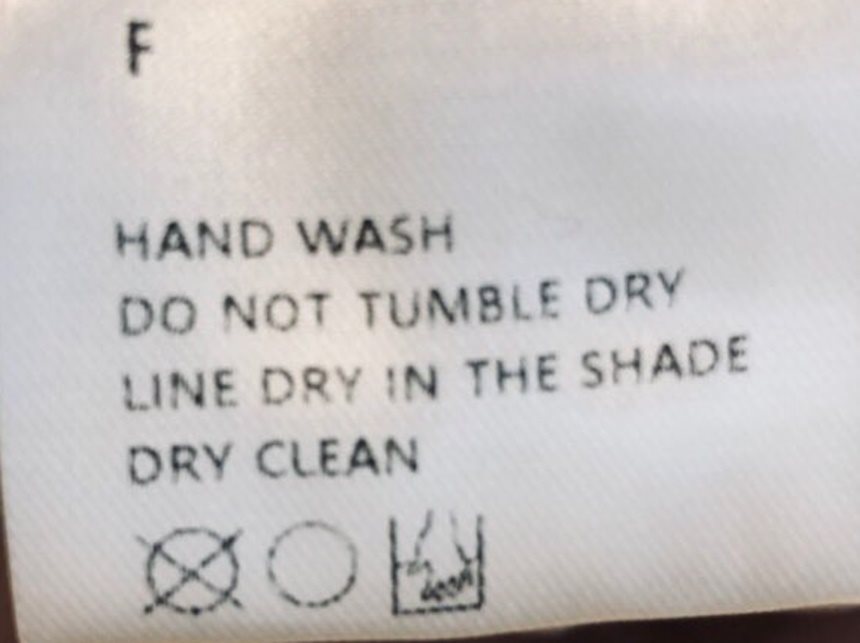 F
HAND WASH
DO NOT TUMBLE DRY
LINE DRY IN THE SHADE
DRY CLEAN